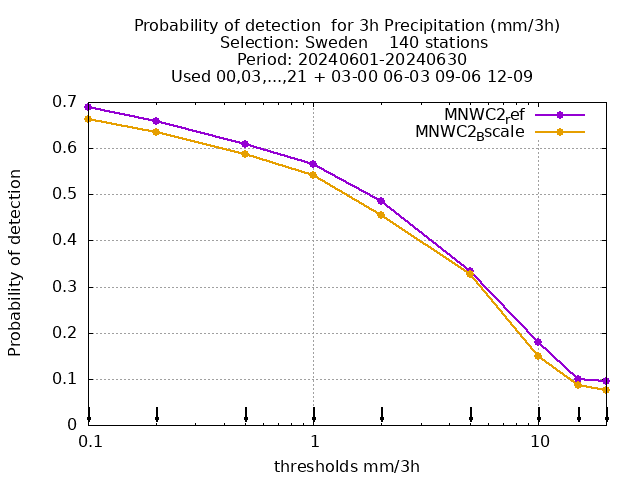 Probability of detection  for 3h Precipitation (mm/3h)
Selection: Sweden    140 stations
Period: 20240601-20240630
Used 00,03,...,21 + 03-00 06-03 09-06 12-09
MNWC2ref
MNWC2Bscale
Probability of detection
0.7
0.6
0.5
0.4
0.3
0.2
0.1
0
0.1 1 10
thresholds mm/3h